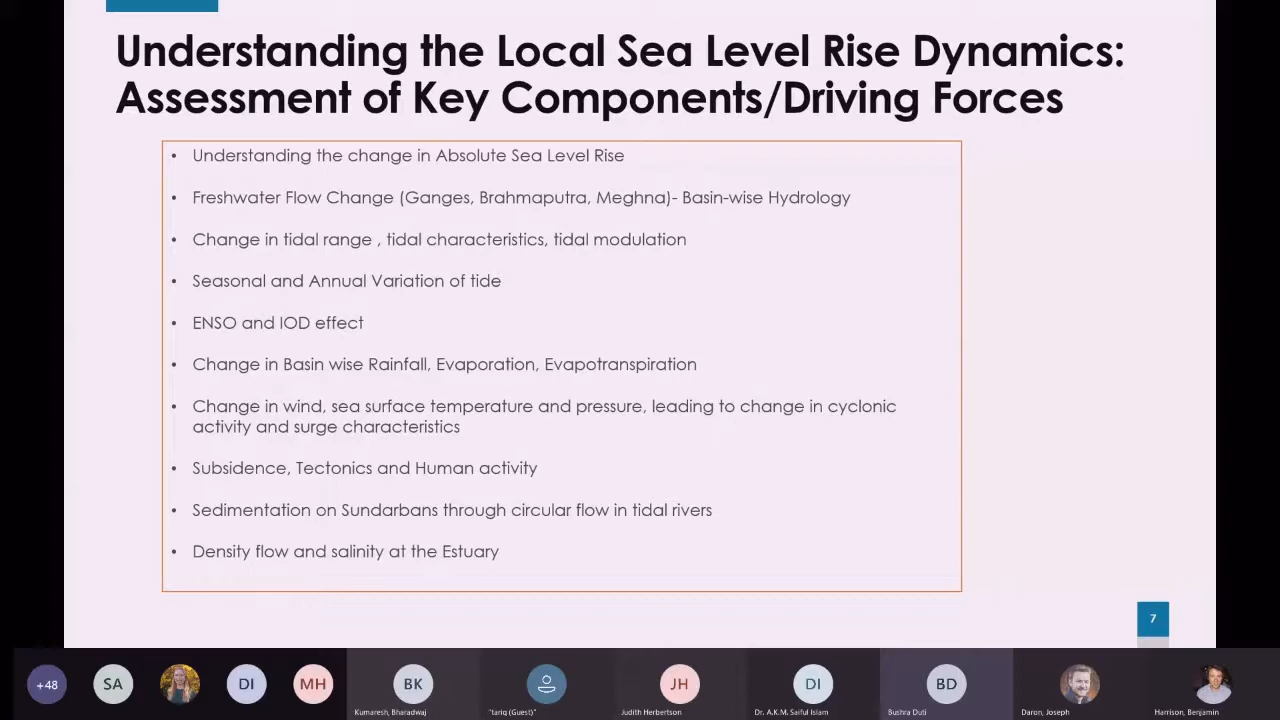 Understanding the Local Sea Level Rise Dynamics:
Assessment of Key Components/Driving Forces
• Understanding the change in Absolute Sea Level Rise
• Freshwater Flow Change (Ganges, Brahmaputra, Meghna)- Basin-wise Hydrology
• Change in tidal range , tidal characteristics, tidal modulation
• Seasonal and Annual Variation of tide
• ENSO and IOD effect
• Change in Basin wise Rainfall, Evaporation, Evapotranspiration
• Change in wind, sea surface temperature and pressure, leading to change in cyclonic
activity and surge characteristics
• Subsidence, Tectonics and Human activity
• Sedimentation on Sundarbans through circular flow in tidal rivers
• Density flow and salinity at the Estuary
7
+48 SA DI MH BK JH DI BD
Kumaresh, Bharadwaj "tariq (Guest)" Judith Herbertson Dr. A.K.M. Saiful Islam Bushra Duti Daron, Joseph Harrison, Benjamin